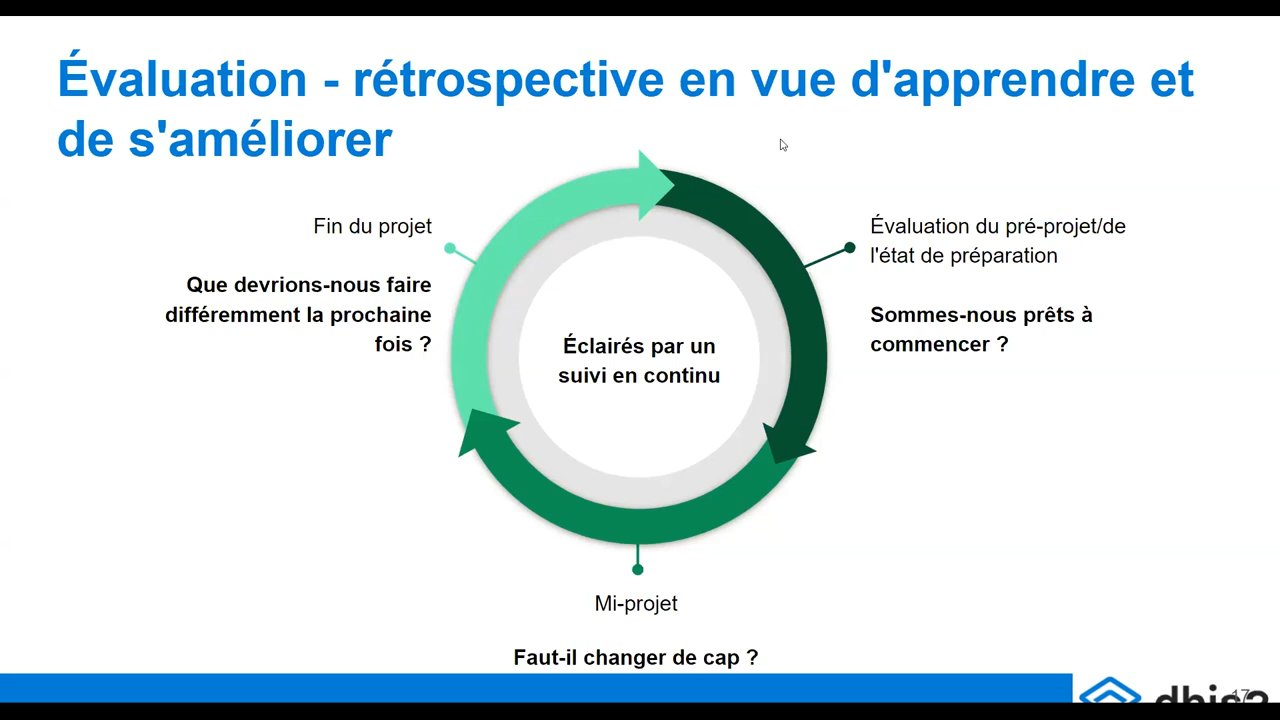 Évaluation - rétrospective en vue d'apprendre et
de s'améliorer
Fin du projet
Que devrions-nous faire
différemment la prochaine
fois ?
Évaluation du pré-projet/de
l'état de préparation
Sommes-nous prêts à
commencer ?
Éclairés par un
suivi en continu
Mi-projet
Faut-il changer de cap ?
dhis2
17